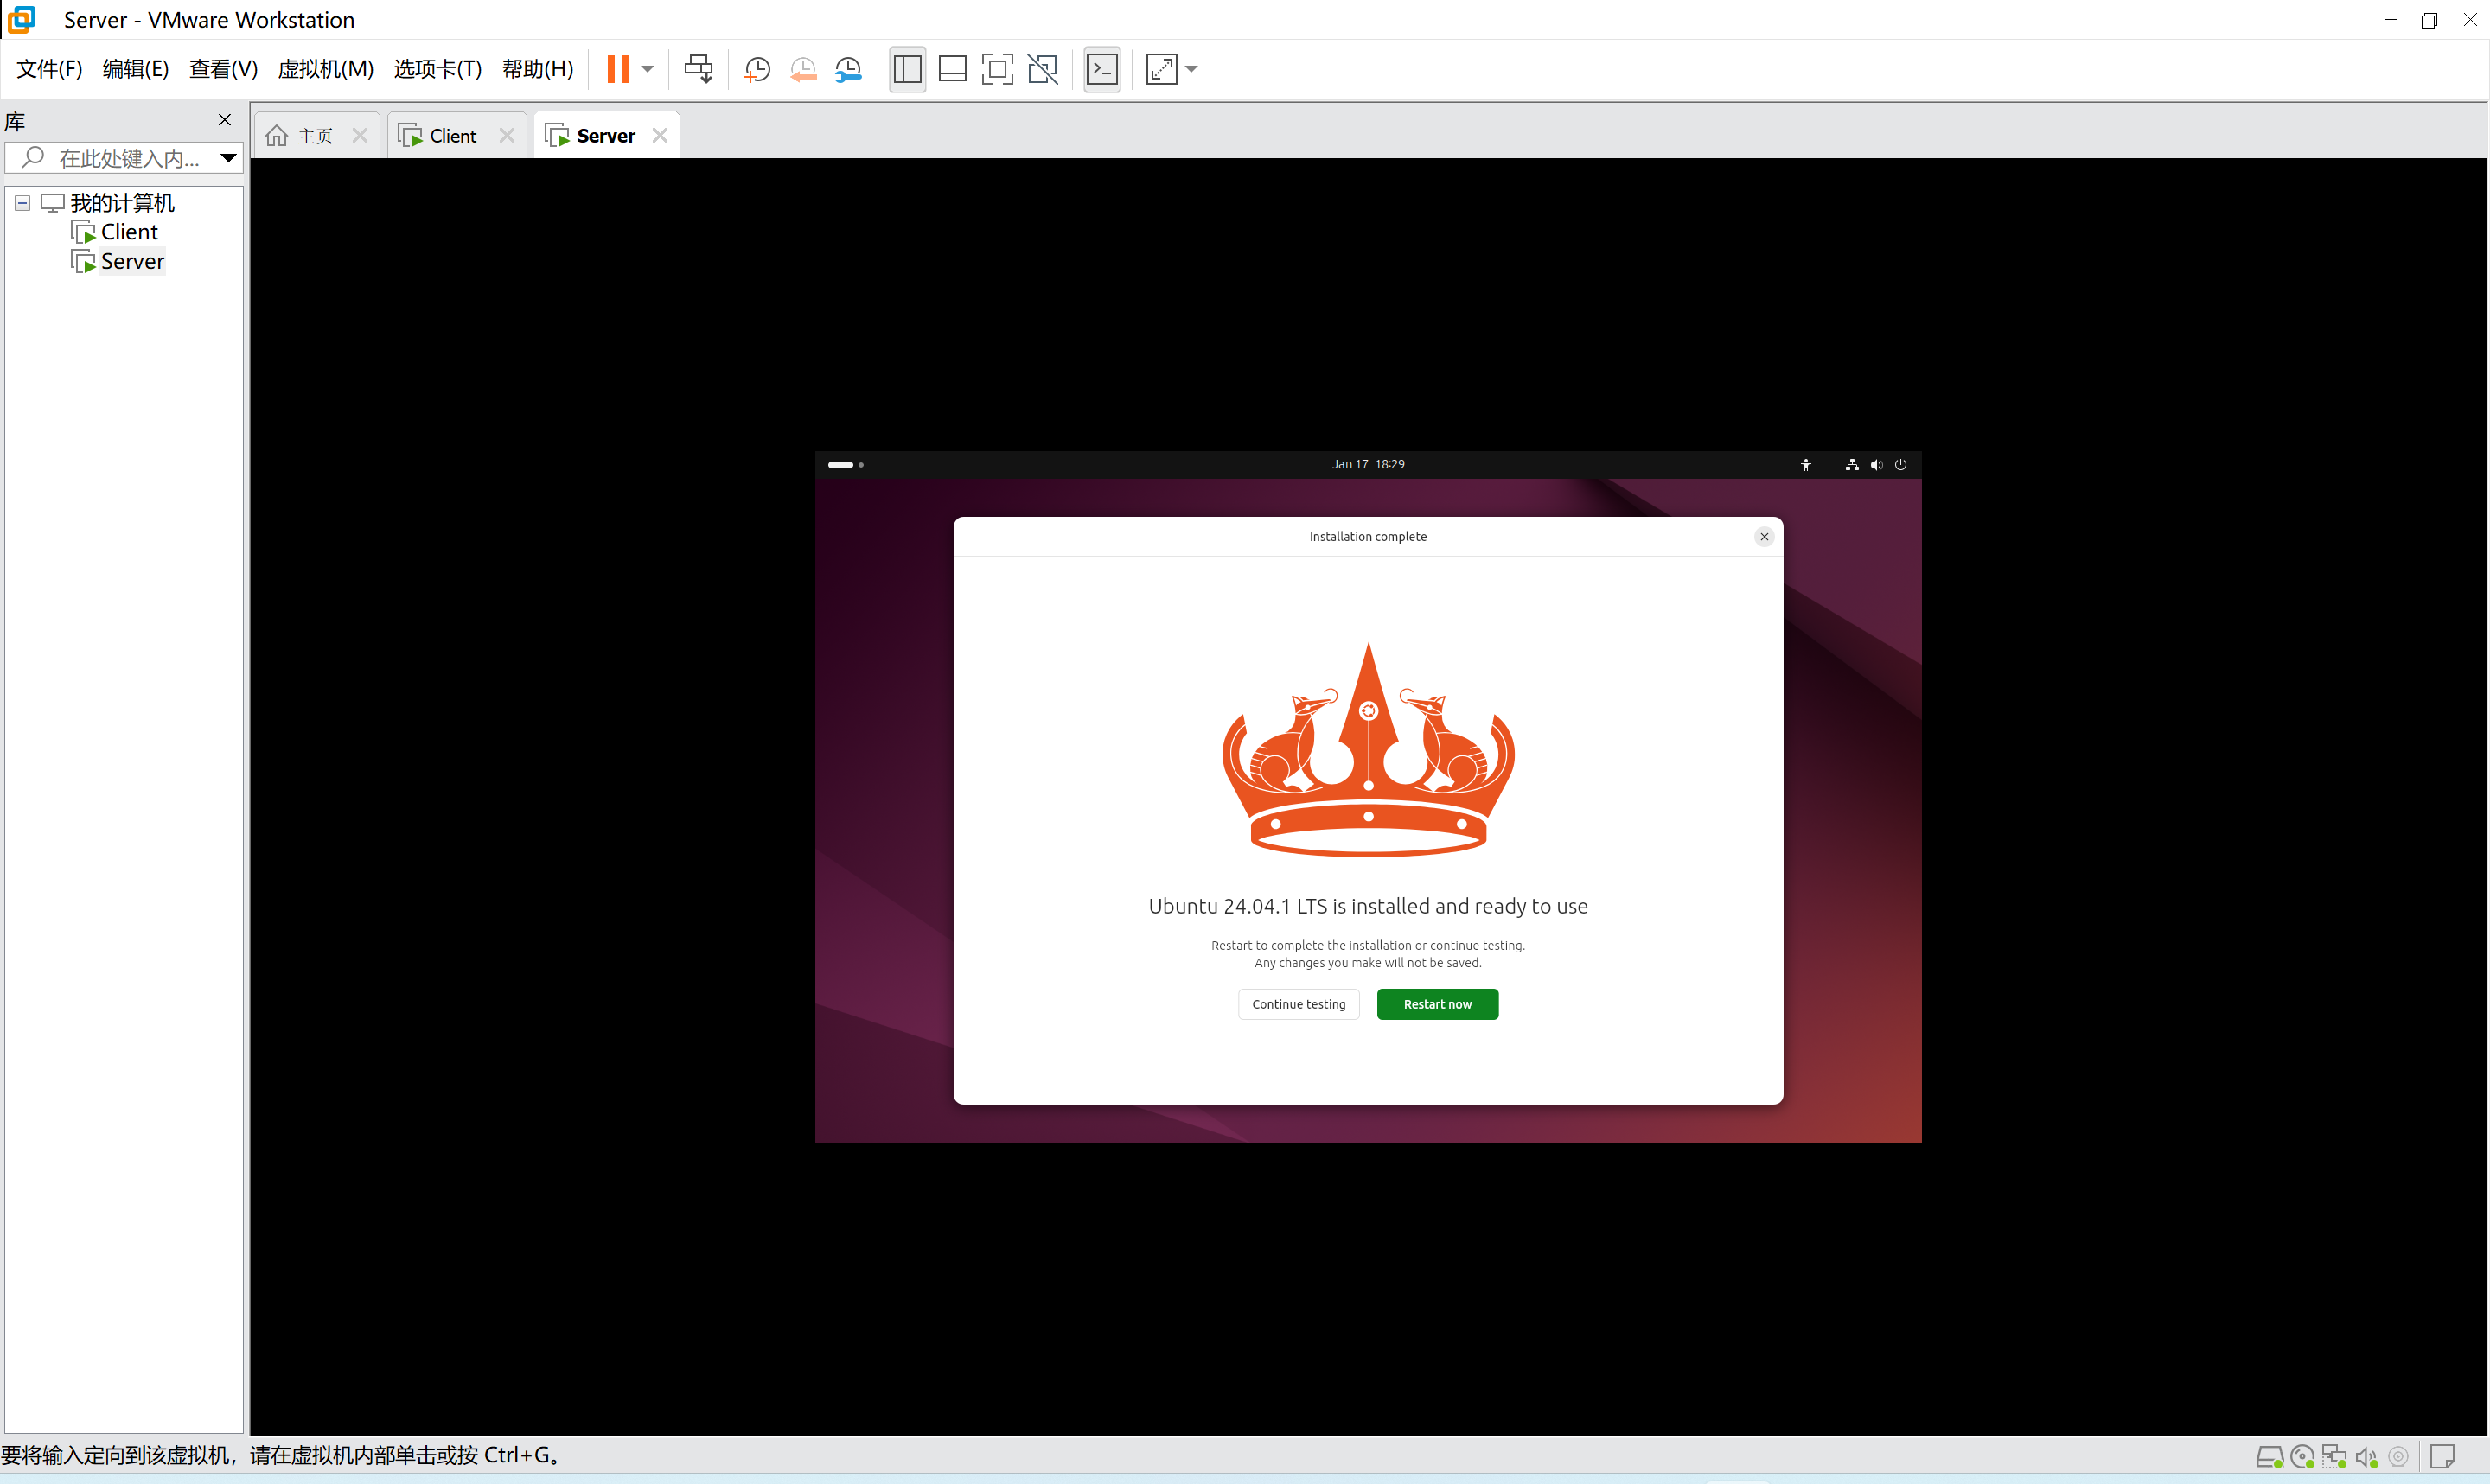 Server - VMware Workstation
文件(F) 编辑(E) 查看(V) 虚拟机(M) 选项卡(T) 帮助(H)
库
主页
Client
Server
在此处键入内...
我的计算机
Client
Server
Jan 17 18:29
Installation complete
Ubuntu 24.04.1 LTS is installed and ready to use
Restart to complete the installation or continue testing.
Any changes you make will not be saved.
Continue testing
Restart now
要将输入定向到该虚拟机，请在虚拟机内部单击或按 Ctrl+G。